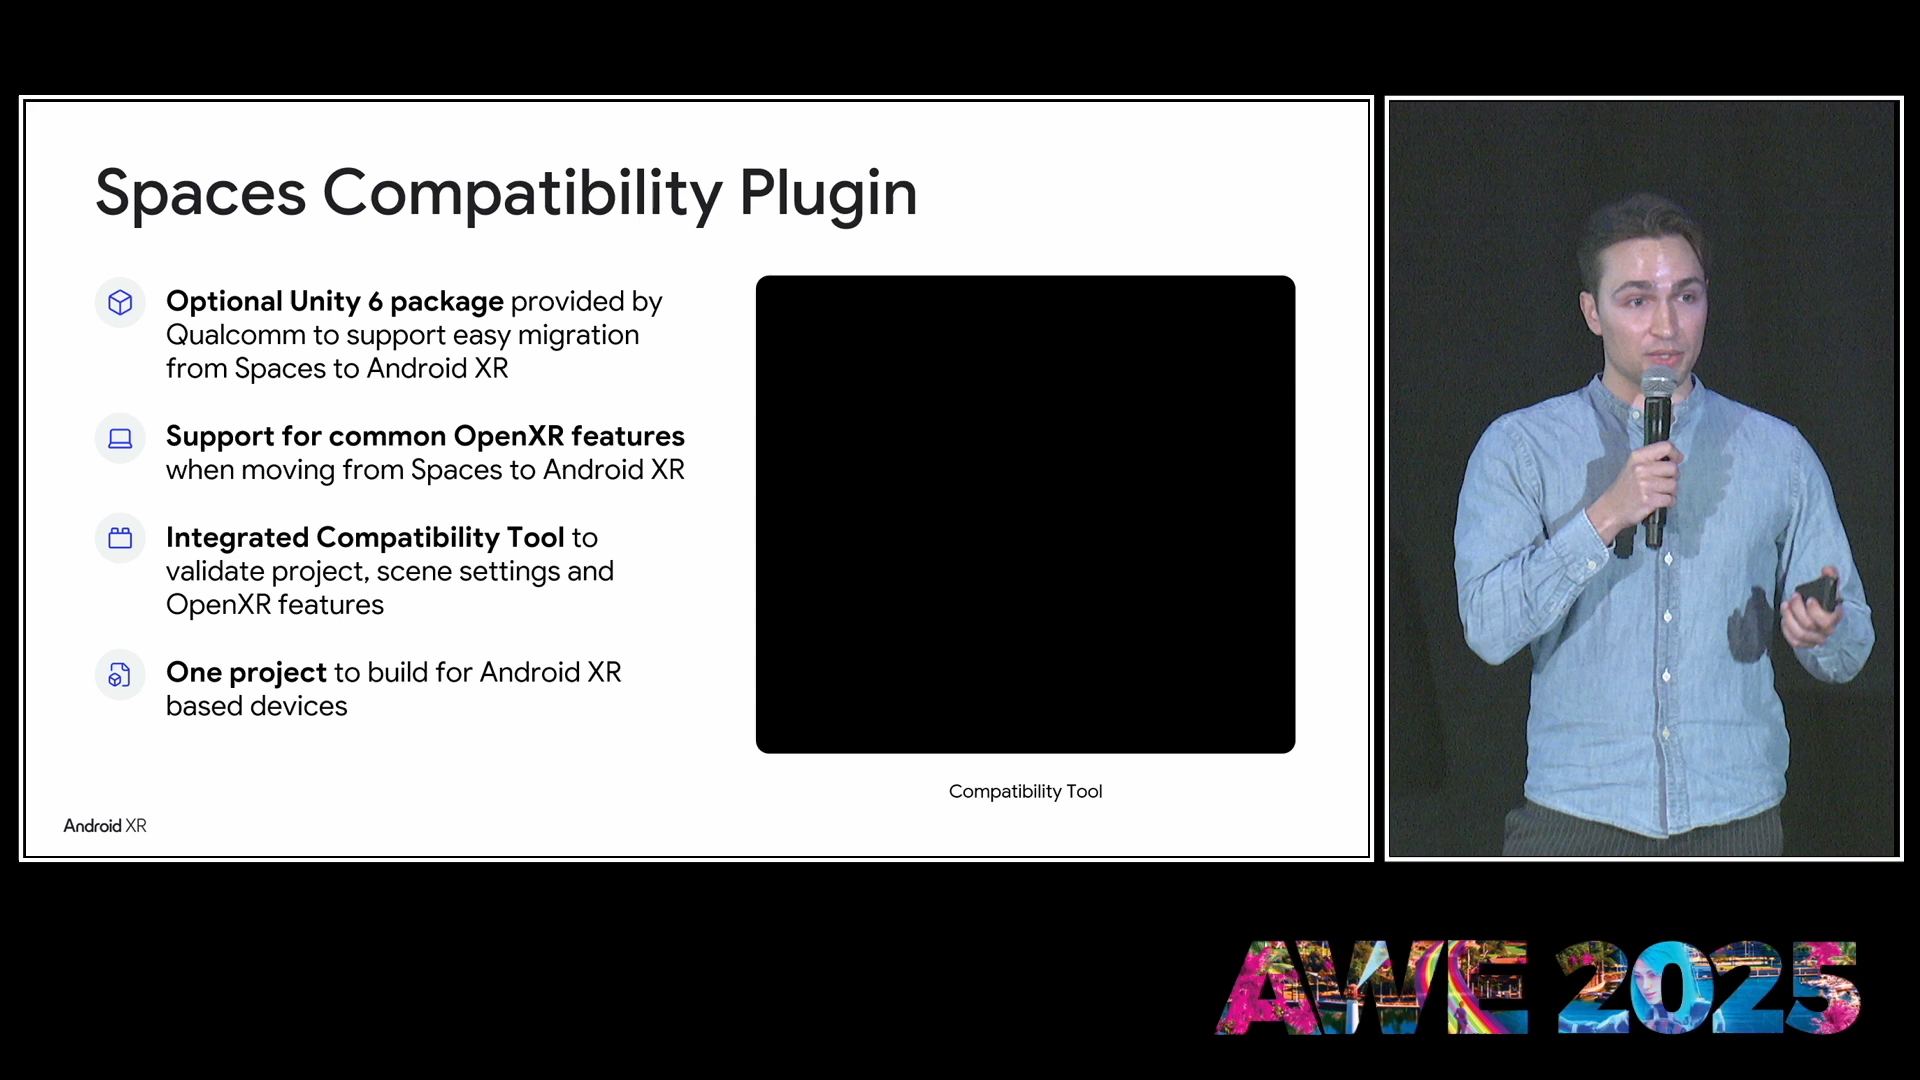 Spaces Compatibility Plugin
Optional Unity 6 package provided by
Qualcomm to support easy migration
from Spaces to Android XR
Support for common OpenXR features
when moving from Spaces to Android XR
Integrated Compatibility Tool to
validate project, scene settings and
OpenXR features
One project to build for Android XR
based devices
Compatibility Tool
Android XR
AWE 2025